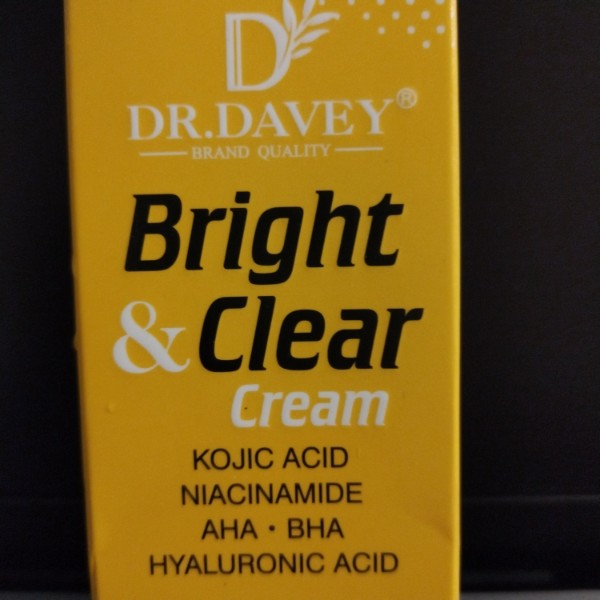 D
DR.DAVEY®
BRAND QUALITY
Bright
& Clear
Cream
KOJIC ACID
NIACINAMIDE
AHA • BHA
HYALURONIC ACID